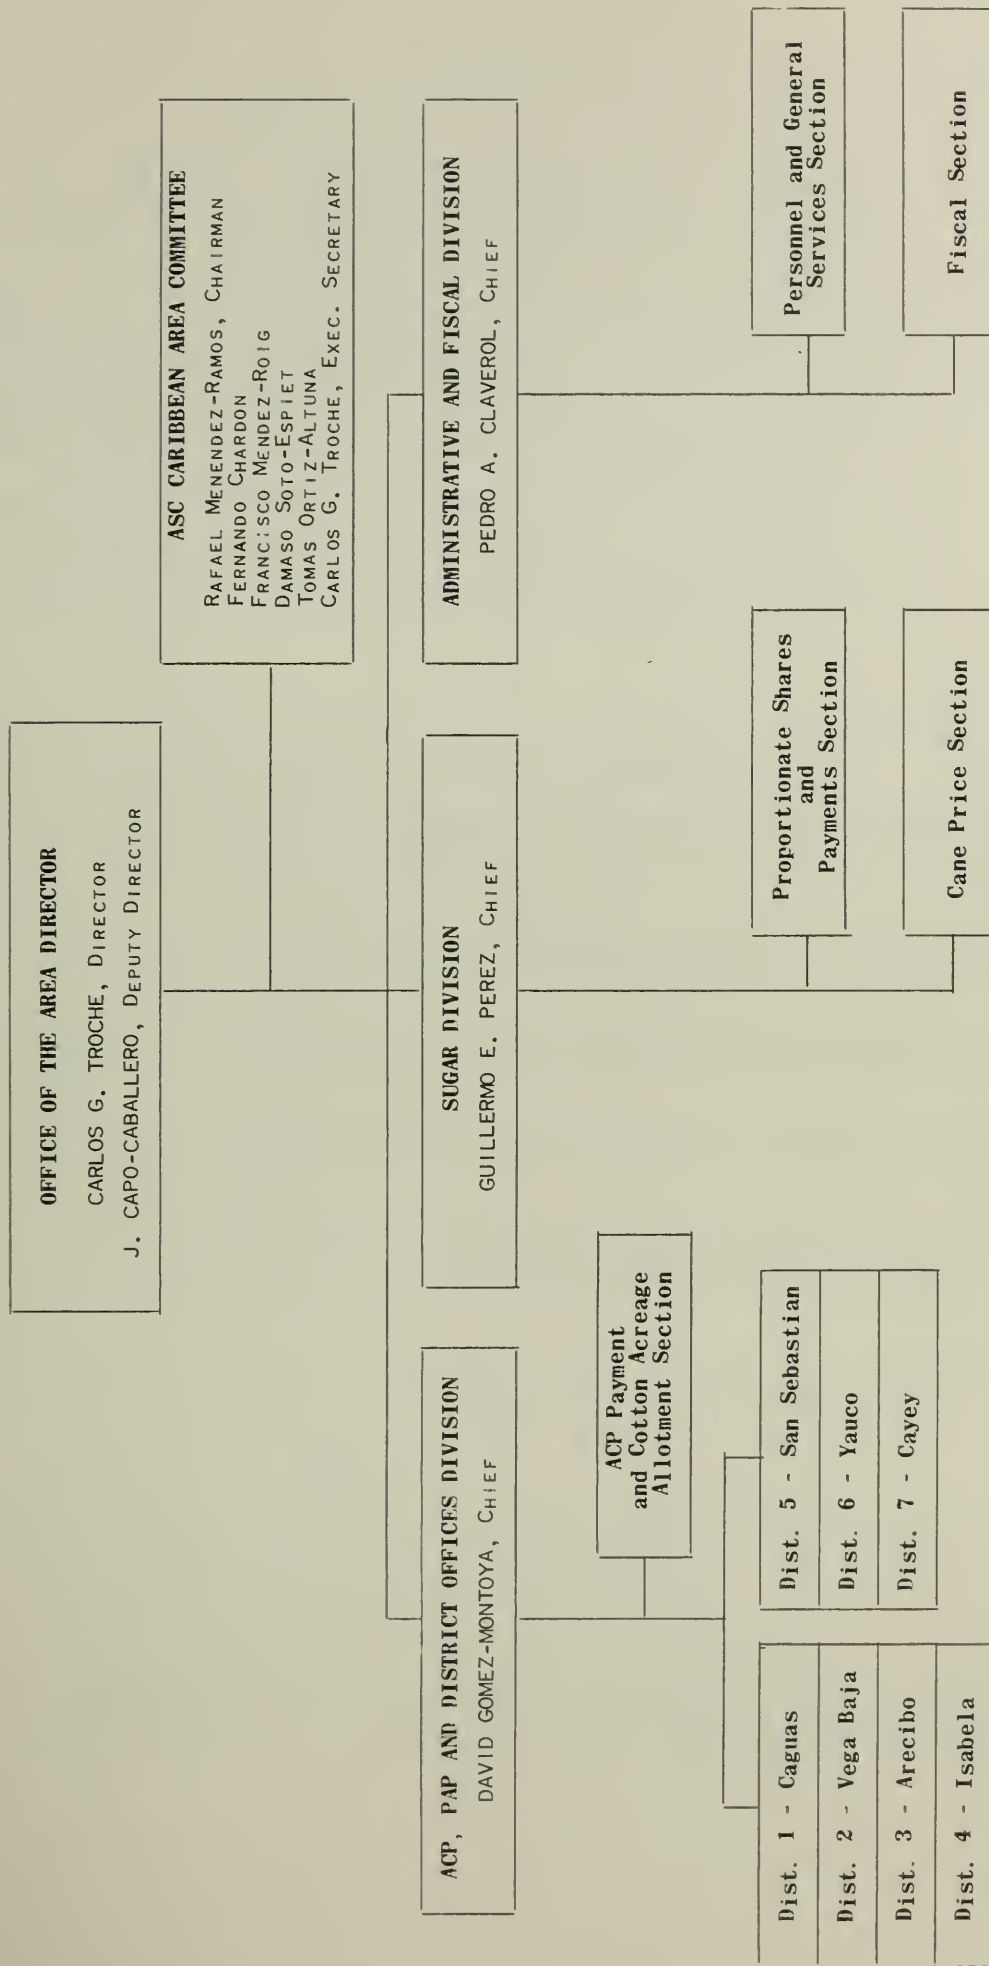 OFFICE OF THE AREA DIRECTOR
CARLOS G. TROCHE, DIRECTOR
J. CAPO-CABALLERO, DEPUTY DIRECTOR
ASC CARIBBEAN AREA COMMITTEE
RAFAEL MENENDEZ-RAMOS, CHAIRMAN
FERNANDO CHARDON
FRANCISCO MENDEZ-ROIG
DAMASO SOTO-ESPIET
TOMAS ORTIZ-ALTUNA
CARLOS G. TROCHE, EXEC. SECRETARY
ACP, PAP AND DISTRICT OFFICES DIVISION
DAVID GOMEZ-MONTOYA, CHIEF
SUGAR DIVISION
GUILLERMO E. PEREZ, CHIEF
ADMINISTRATIVE AND FISCAL DIVISION
PEDRO A. CLAVEROL, CHIEF
ACP Payment
and Cotton Acreage
Allotment Section
Dist. 1 - Caguas
Dist. 2 - Vega Baja
Dist. 3 - Arecibo
Dist. 4 - Isabela
Dist. 5 - San Sebastian
Dist. 6 - Yauco
Dist. 7 - Cayey
Proportionate Shares
and
Payments Section
Cane Price Section
Personnel and General
Services Section
Fiscal Section